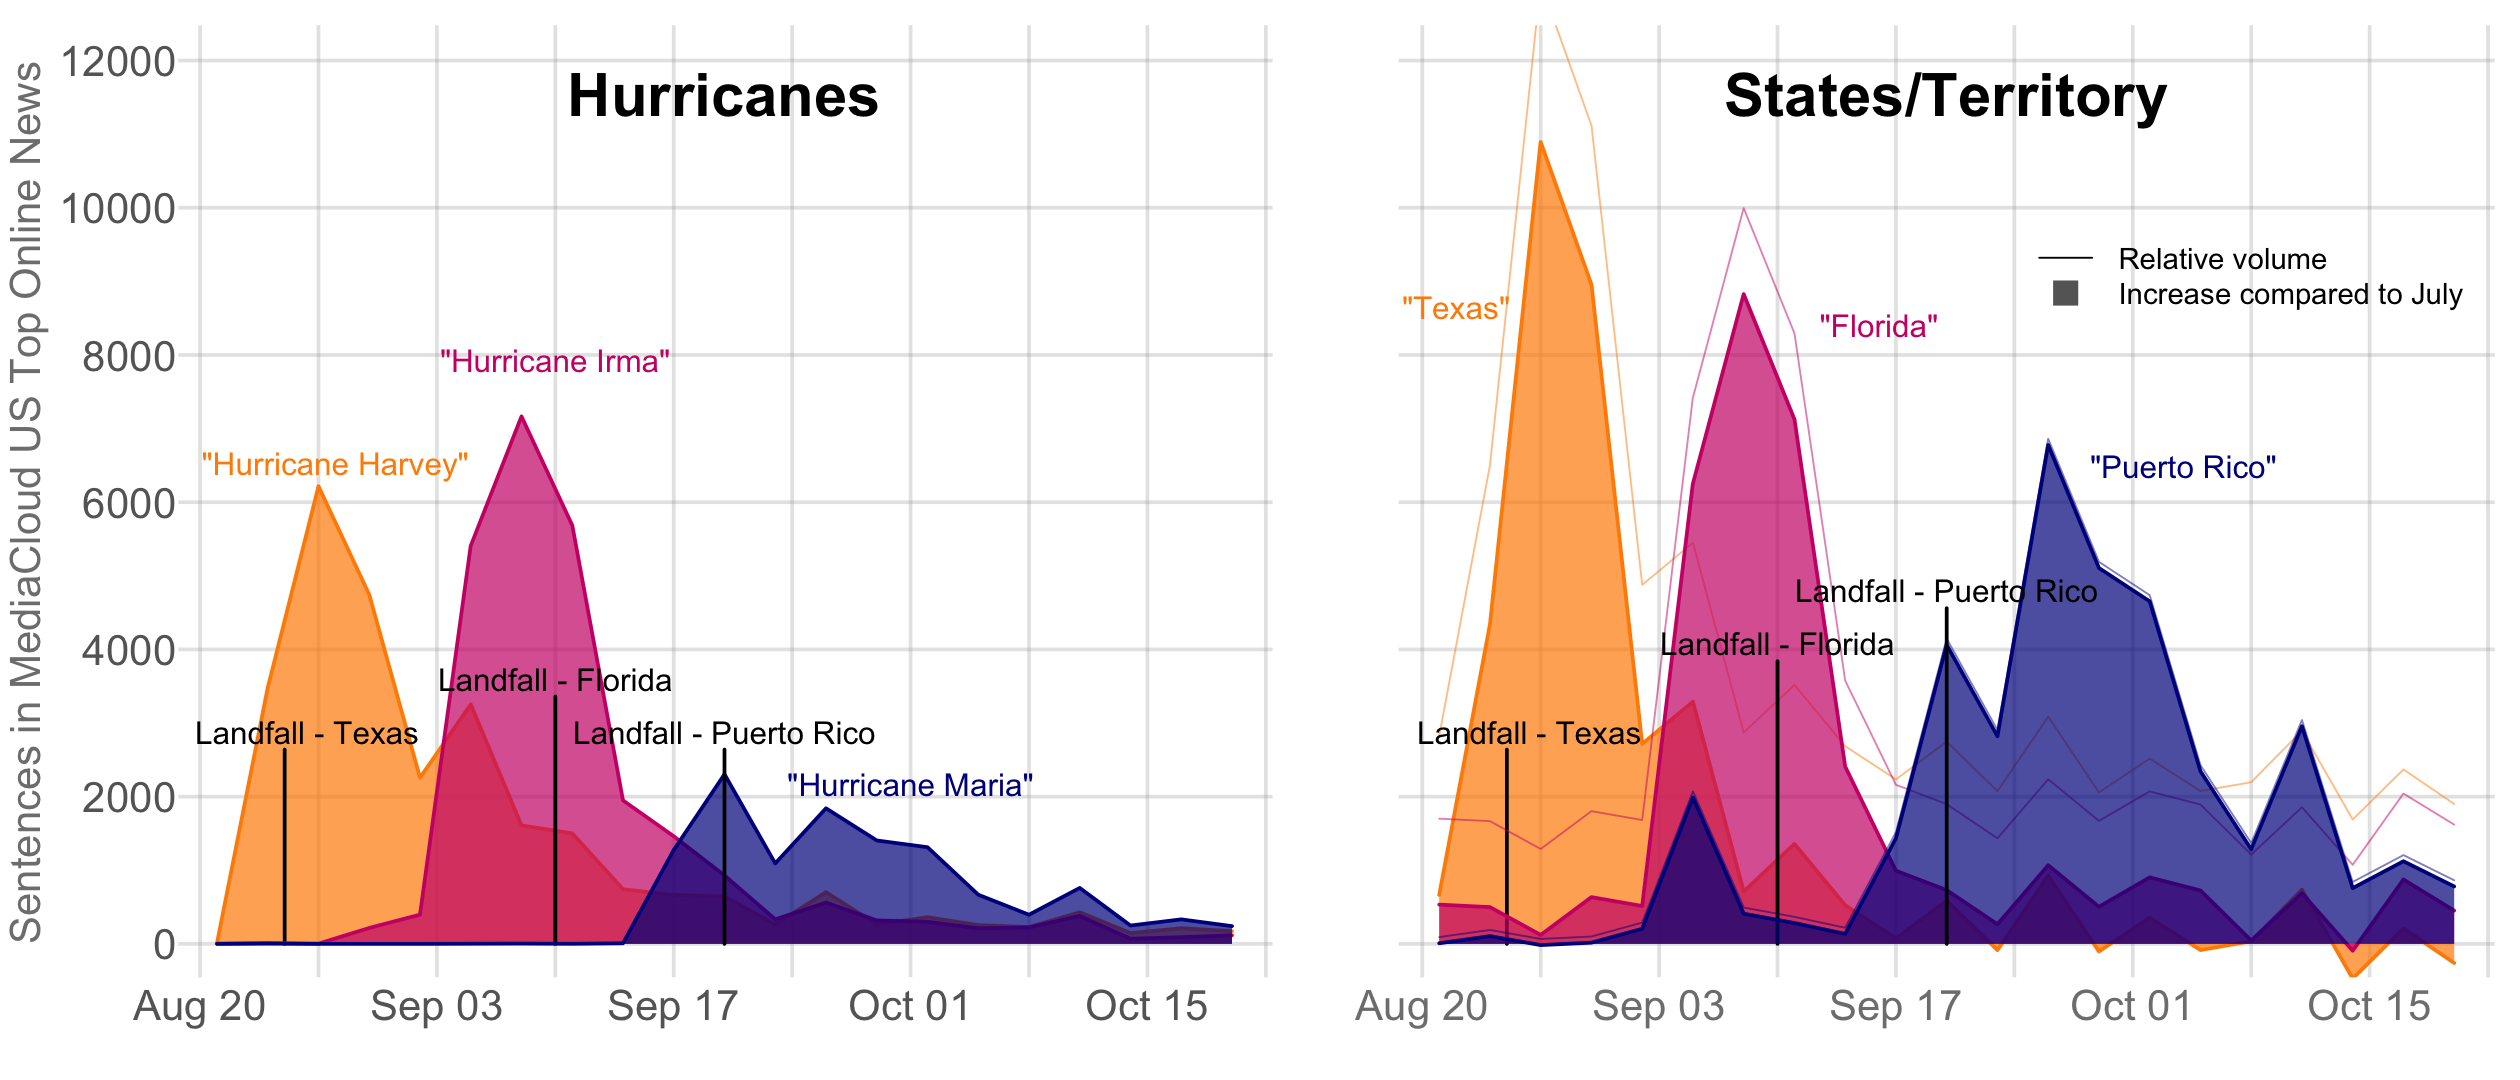 Sentences in MediaCloud US Top Online News
12000
10000
8000
6000
4000
2000
0
Hurricanes
"Hurricane Irma"
"Hurricane Harvey"
Landfall - Florida
Landfall - Texas
Landfall - Puerto Rico
"Hurricane Maria"
Aug 20
Sep 03
Sep 17
Oct 01
Oct 15
States/Territory
Relative volume
Increase compared to July
"Texas"
"Florida"
"Puerto Rico"
Landfall - Puerto Rico
Landfall - Florida
Landfall - Texas
Aug 20
Sep 03
Sep 17
Oct 01
Oct 15